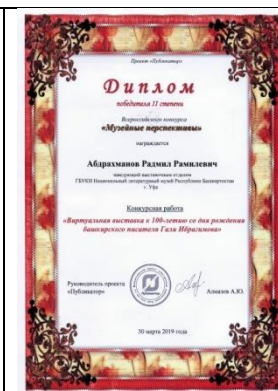 Проект «Публикатор»
Диплом
победителя II степени
Всероссийского конкурса
«Музейные перспективы»
награждается
Абдрахманов Радмил Рамилевич
заведующий выставочным отделом
ГБУКИ Национальный литературный музей Республики Башкортостан
г. Уфа
Конкурсная работа
«Виртуальная выставка к 100-летию со дня рождения
башкирского писателя Гали Ибрагимова»
Руководитель проекта
«Публикатор»
Алмазов А.Ю.
30 марта 2019 года